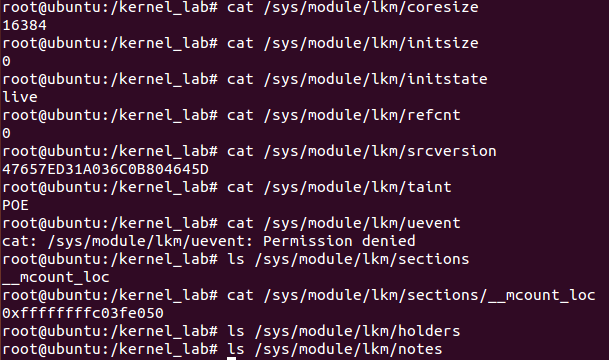 root@ubuntu:/kernel_lab# cat /sys/module/lkm/coresize
16384
root@ubuntu:/kernel_lab# cat /sys/module/lkm/initsize
0
root@ubuntu:/kernel_lab# cat /sys/module/lkm/initstate
live
root@ubuntu:/kernel_lab# cat /sys/module/lkm/refcnt
0
root@ubuntu:/kernel_lab# cat /sys/module/lkm/srcversion
47657ED31A036C0B804645D
root@ubuntu:/kernel_lab# cat /sys/module/lkm/taint
POE
root@ubuntu:/kernel_lab# cat /sys/module/lkm/uevent
cat: /sys/module/lkm/uevent: Permission denied
root@ubuntu:/kernel_lab# ls /sys/module/lkm/sections
__mcount_loc
root@ubuntu:/kernel_lab# cat /sys/module/lkm/sections/__mcount_loc
0xffffffffc03fe050
root@ubuntu:/kernel_lab# ls /sys/module/lkm/holders
root@ubuntu:/kernel_lab# ls /sys/module/lkm/notes